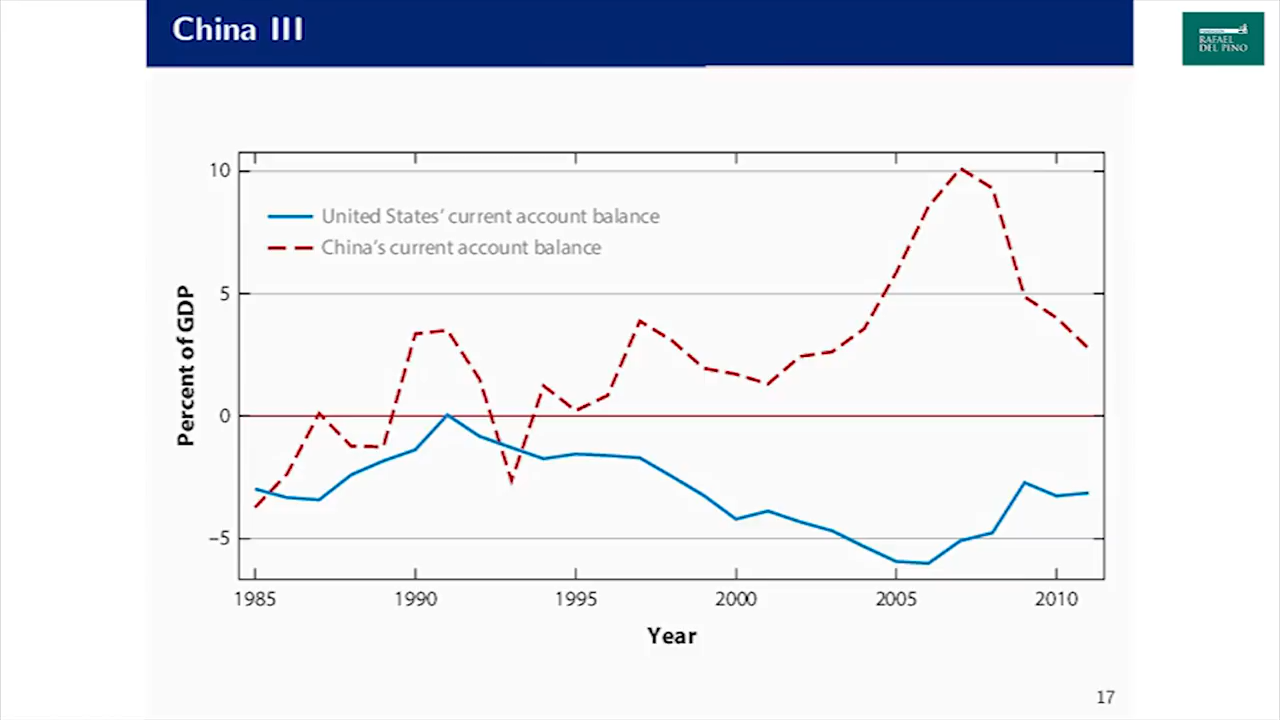 China III
FUNDACIÓN
RAFAEL
DEL PINO
10
United States’ current account balance
China’s current account balance
5
Percent of GDP
0
−5
1985 1990 1995 2000 2005 2010
Year
17